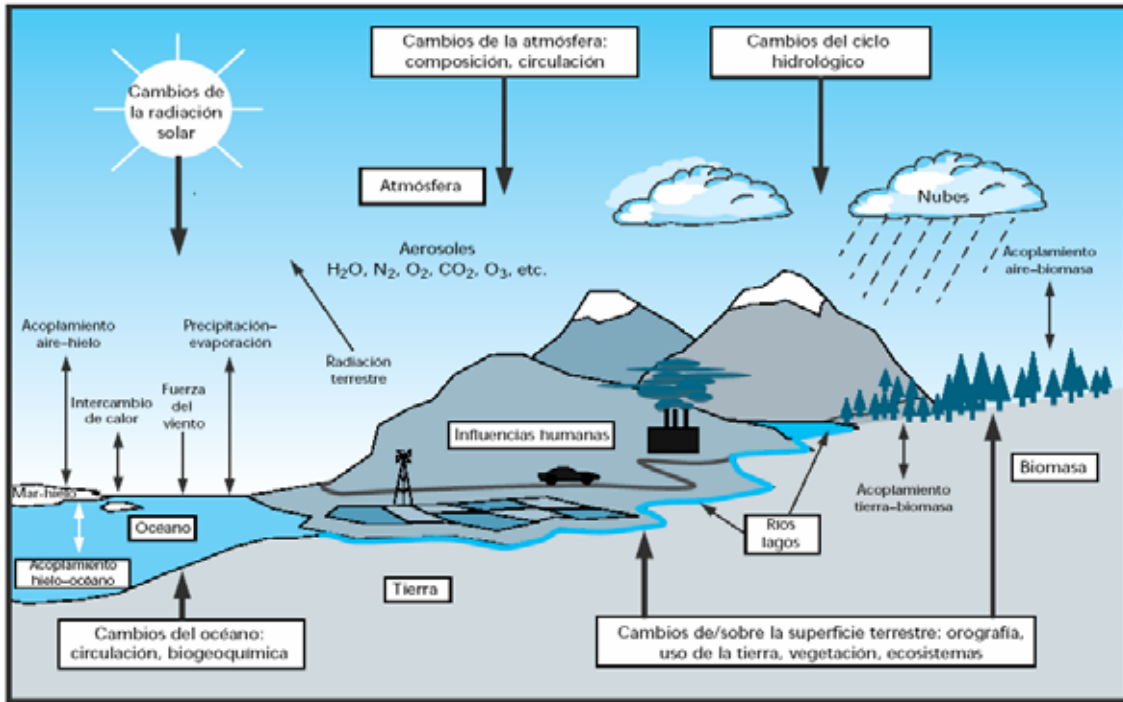 Cambios de la atmósfera:
composición, circulación
Cambios del ciclo
hidrológico
Cambios de
la radiación
solar
Atmósfera
Nubes
Aerosoles
H₂O, N₂, O₂, CO₂, O₃, etc.
Acoplamiento
aire-biomasa
Acoplamiento
aire-hielo
Precipitación-
evaporación
Radiación
terrestre
Intercambio
de calor
Fuerza
del
viento
Influencias humanas
Biomasa
Mar-hielo
Oceano
Acoplamiento
tierra-biomasa
Ríos
lagos
Acoplamiento
hielo-océano
Tierra
Cambios del océano:
circulación, biogeoquímica
Cambios de/sobre la superficie terrestre: orografía,
uso de la tierra, vegetación, ecosistemas